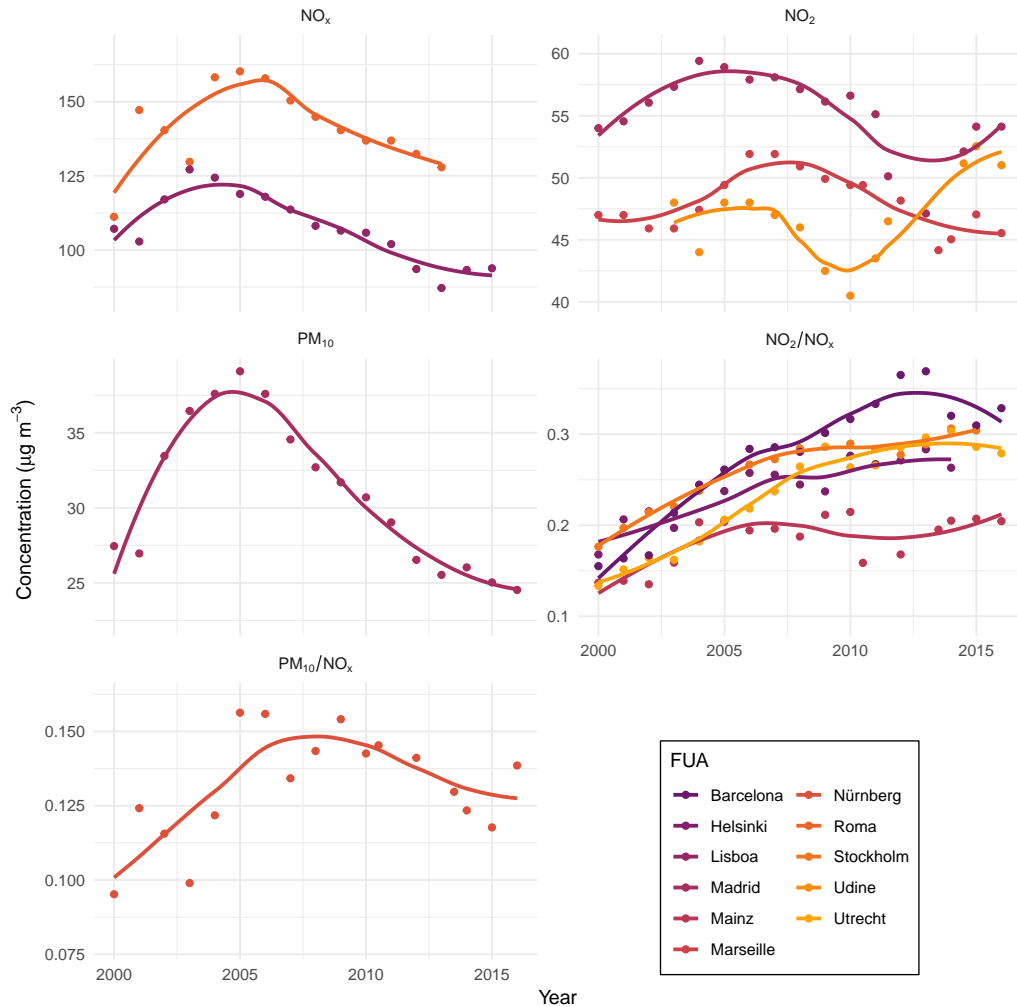 NOₓ
NO₂
150
125
100
60
55
50
45
40
PM₁₀
NO₂/NOₓ
35
30
25
0.3
0.2
0.1
2000 2005 2010 2015
Concentration (µg m⁻³)
PM₁₀/NOₓ
0.150
0.125
0.100
0.075
2000 2005 2010 2015
Year
FUA
Barcelona
Helsinki
Lisboa
Madrid
Mainz
Marseille
Nürnberg
Roma
Stockholm
Udine
Utrecht